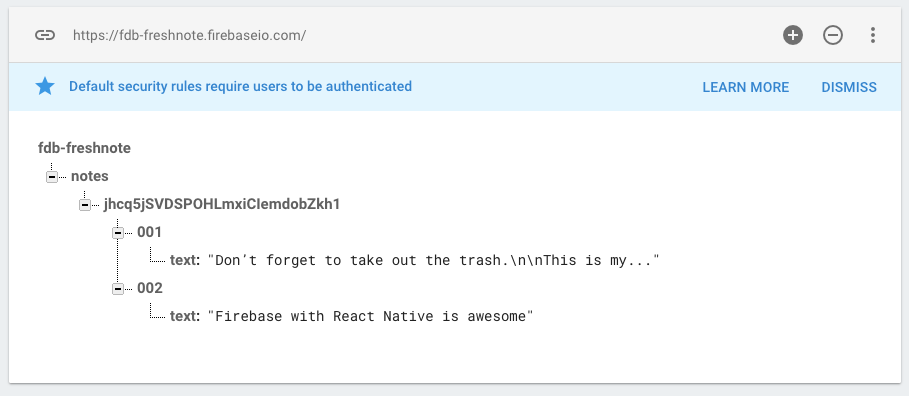 https://fdb-freshnote.firebaseio.com/
Default security rules require users to be authenticated LEARN MORE DISMISS
fdb-freshnote
notes
jhcq5jSVDSPOHLmxiCIemdobZkh1
001
text: "Don't forget to take out the trash.\n\nThis is my..."
002
text: "Firebase with React Native is awesome"